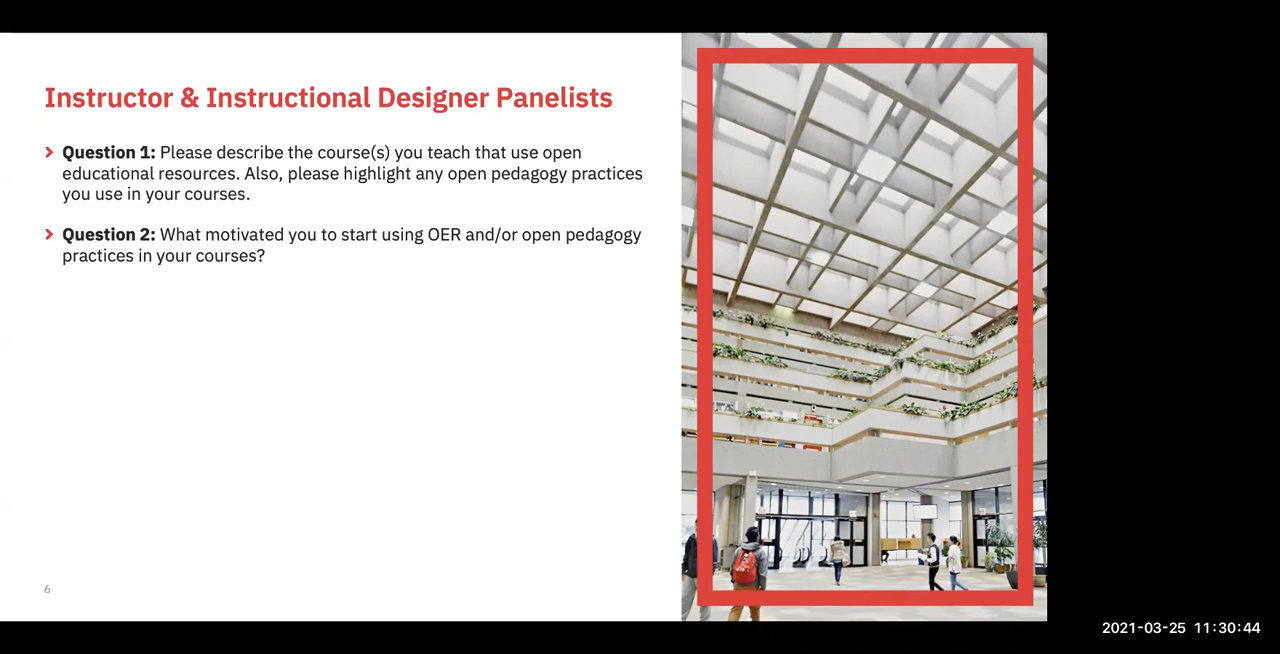 Instructor & Instructional Designer Panelists
Question 1: Please describe the course(s) you teach that use open
educational resources. Also, please highlight any open pedagogy practices
you use in your courses.
Question 2: What motivated you to start using OER and/or open pedagogy
practices in your courses?
6
2021-03-25 11:30:44